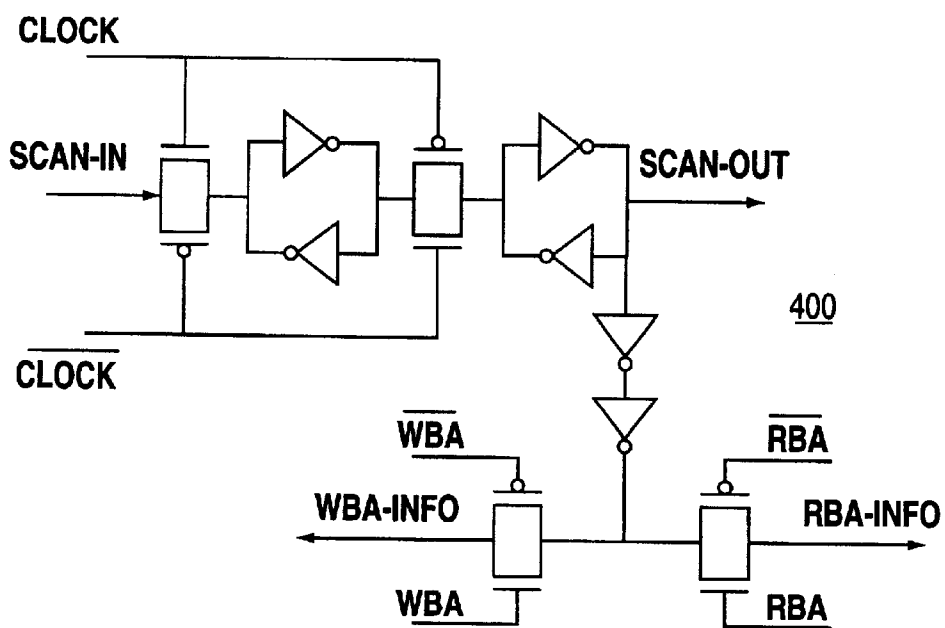 CLOCK
SCAN-IN
SCAN-OUT
400
CLOCK
WBA
RBA
WBA-INFO
RBA-INFO
WBA
RBA